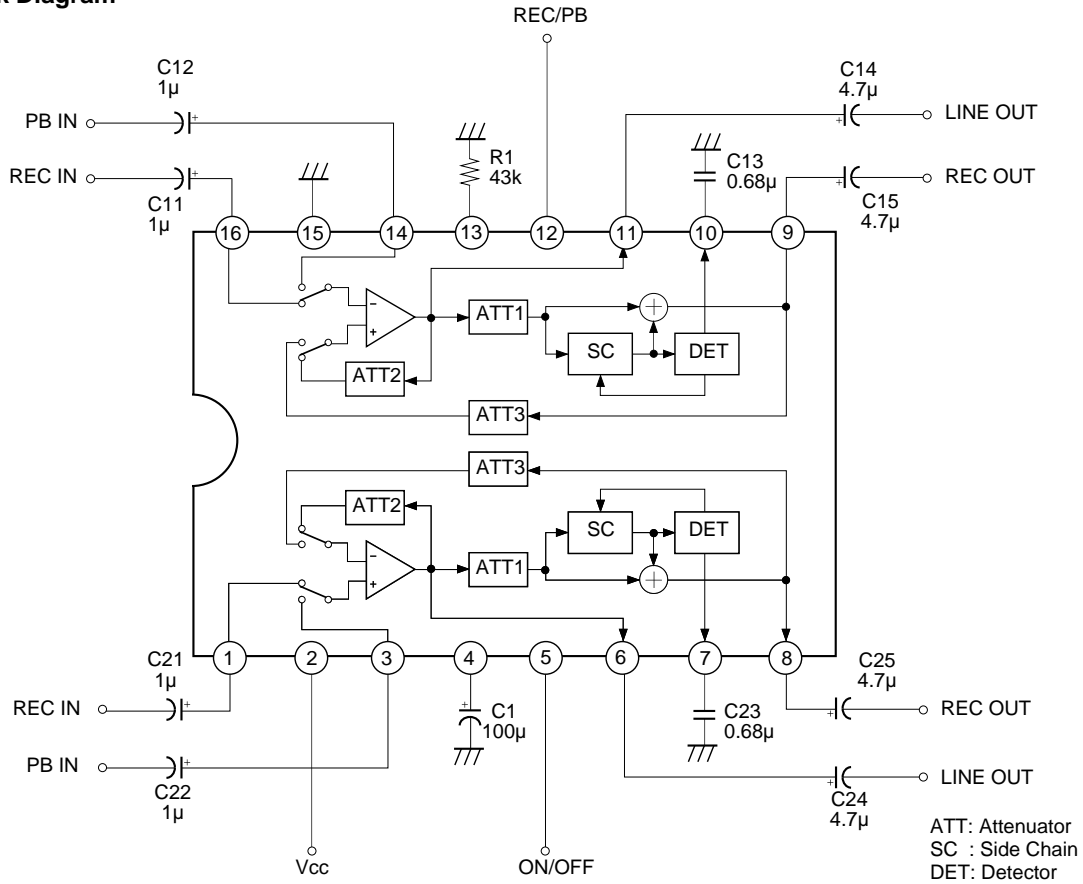 k Diagram
REC/PB
C12
1µ
C14
4.7µ
PB IN
LINE OUT
R1
43k
C13
0.68µ
REC IN
REC OUT
C11
1µ
C15
4.7µ
16 15 14 13 12 11 10 9
+
+
+
+
−
+
ATT1
+
SC
DET
ATT2
ATT3
ATT3
ATT2
SC
DET
−
+
ATT1
+
1 2 3 4 5 6 7 8
C21
1µ
C25
4.7µ
REC IN
+
+
C1
100µ
C23
0.68µ
+
REC OUT
PB IN
+
+
LINE OUT
C22
1µ
C24
4.7µ
Vcc
ON/OFF
ATT: Attenuator
SC : Side Chain
DET: Detector